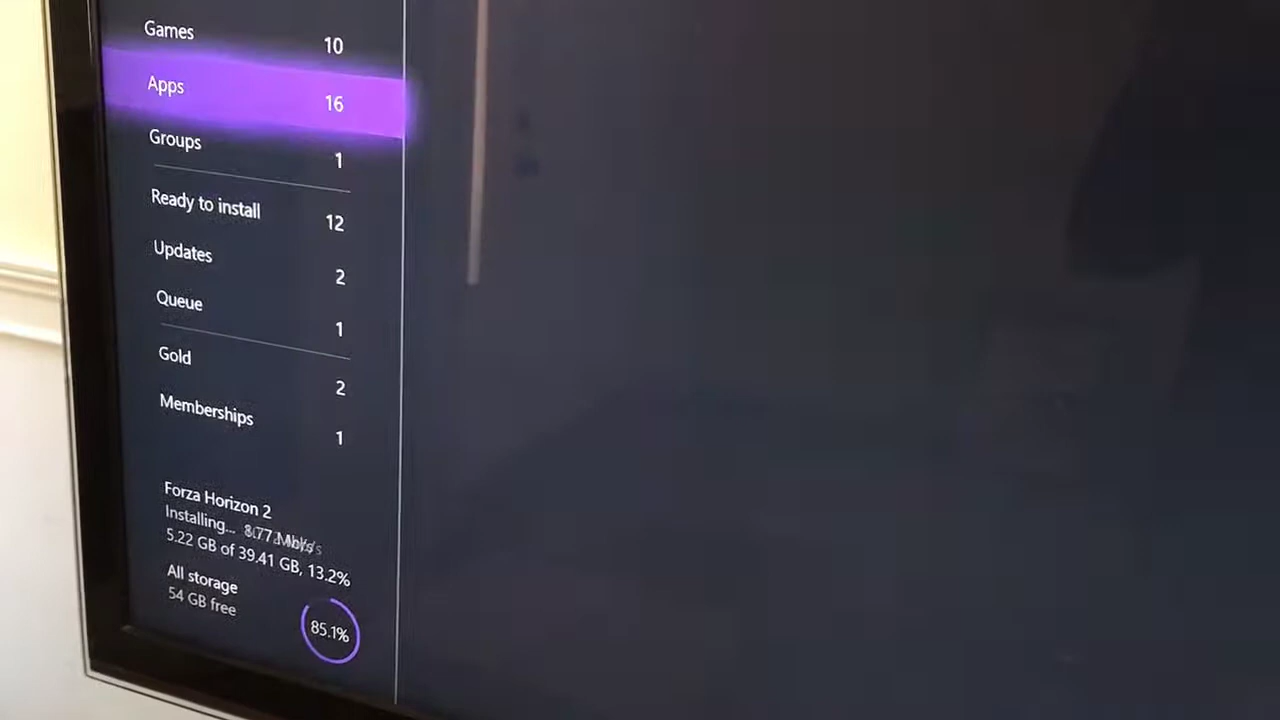 Games 10
Apps 16
Groups 1
Ready to install 12
Updates 2
Queue 1
Gold 2
Memberships 1
Forza Horizon 2
Installing...
5.22 GB of 39.41 GB, 13.2%
All storage
54 GB free
85.1%